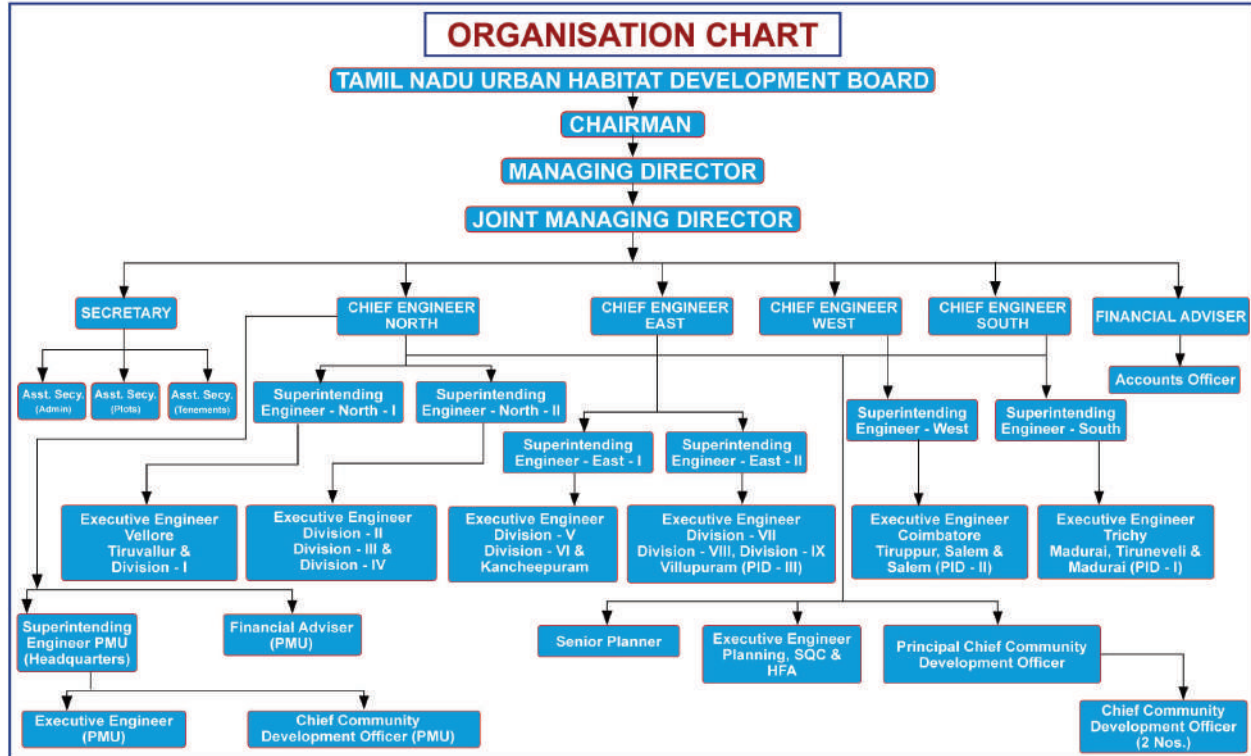 ORGANISATION CHART
TAMIL NADU URBAN HABITAT DEVELOPMENT BOARD
CHAIRMAN
MANAGING DIRECTOR
JOINT MANAGING DIRECTOR
SECRETARY
CHIEF ENGINEER
NORTH
CHIEF ENGINEER
EAST
CHIEF ENGINEER
WEST
CHIEF ENGINEER
SOUTH
FINANCIAL ADVISER
Asst. Secy.
(Admin)
Asst. Secy.
(Plots)
Asst. Secy.
(Tenements)
Superintending
Engineer - North - I
Superintending
Engineer - North - II
Accounts Officer
Superintending
Engineer - East - I
Superintending
Engineer - East - II
Superintending
Engineer - West
Superintending
Engineer - South
Executive Engineer
Vellore
Tiruvallur &
Division - I
Executive Engineer
Division - II
Division - III &
Division - IV
Executive Engineer
Division - V
Division - VI &
Kancheepuram
Executive Engineer
Division - VII
Division - VIII, Division - IX
Villupuram (PID - III)
Executive Engineer
Coimbatore
Tiruppur, Salem &
Salem (PID - II)
Executive Engineer
Trichy
Madurai, Tiruneveli &
Madurai (PID - I)
Superintending
Engineer PMU
(Headquarters)
Financial Adviser
(PMU)
Senior Planner
Executive Engineer
Planning, SQC &
HFA
Principal Chief Community
Development Officer
Executive Engineer
(PMU)
Chief Community
Development Officer (PMU)
Chief Community
Development Officer
(2 Nos.)